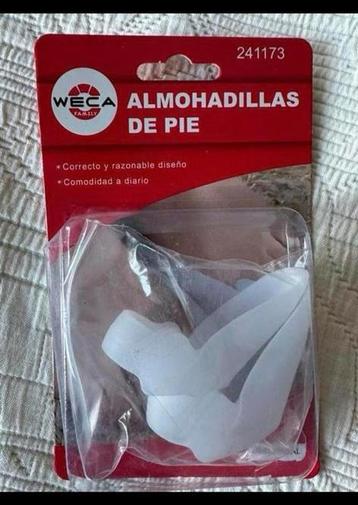 241173
WECA
FAMILY
ALMOHADILLAS
DE PIE
* Correcto y razonable diseño
* Comodidad a diario